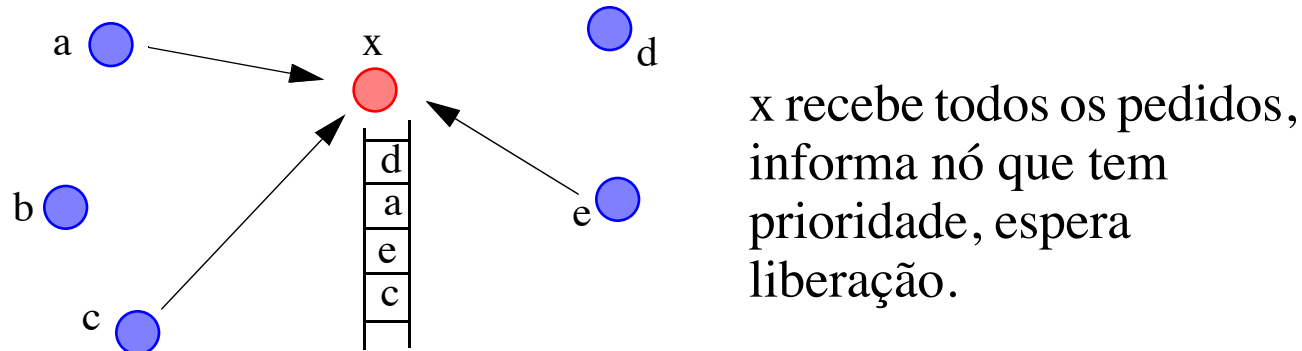 a
x
d
d
a
b
e
e
c
c
x recebe todos os pedidos,
informa nó que tem
prioridade, espera
liberação.